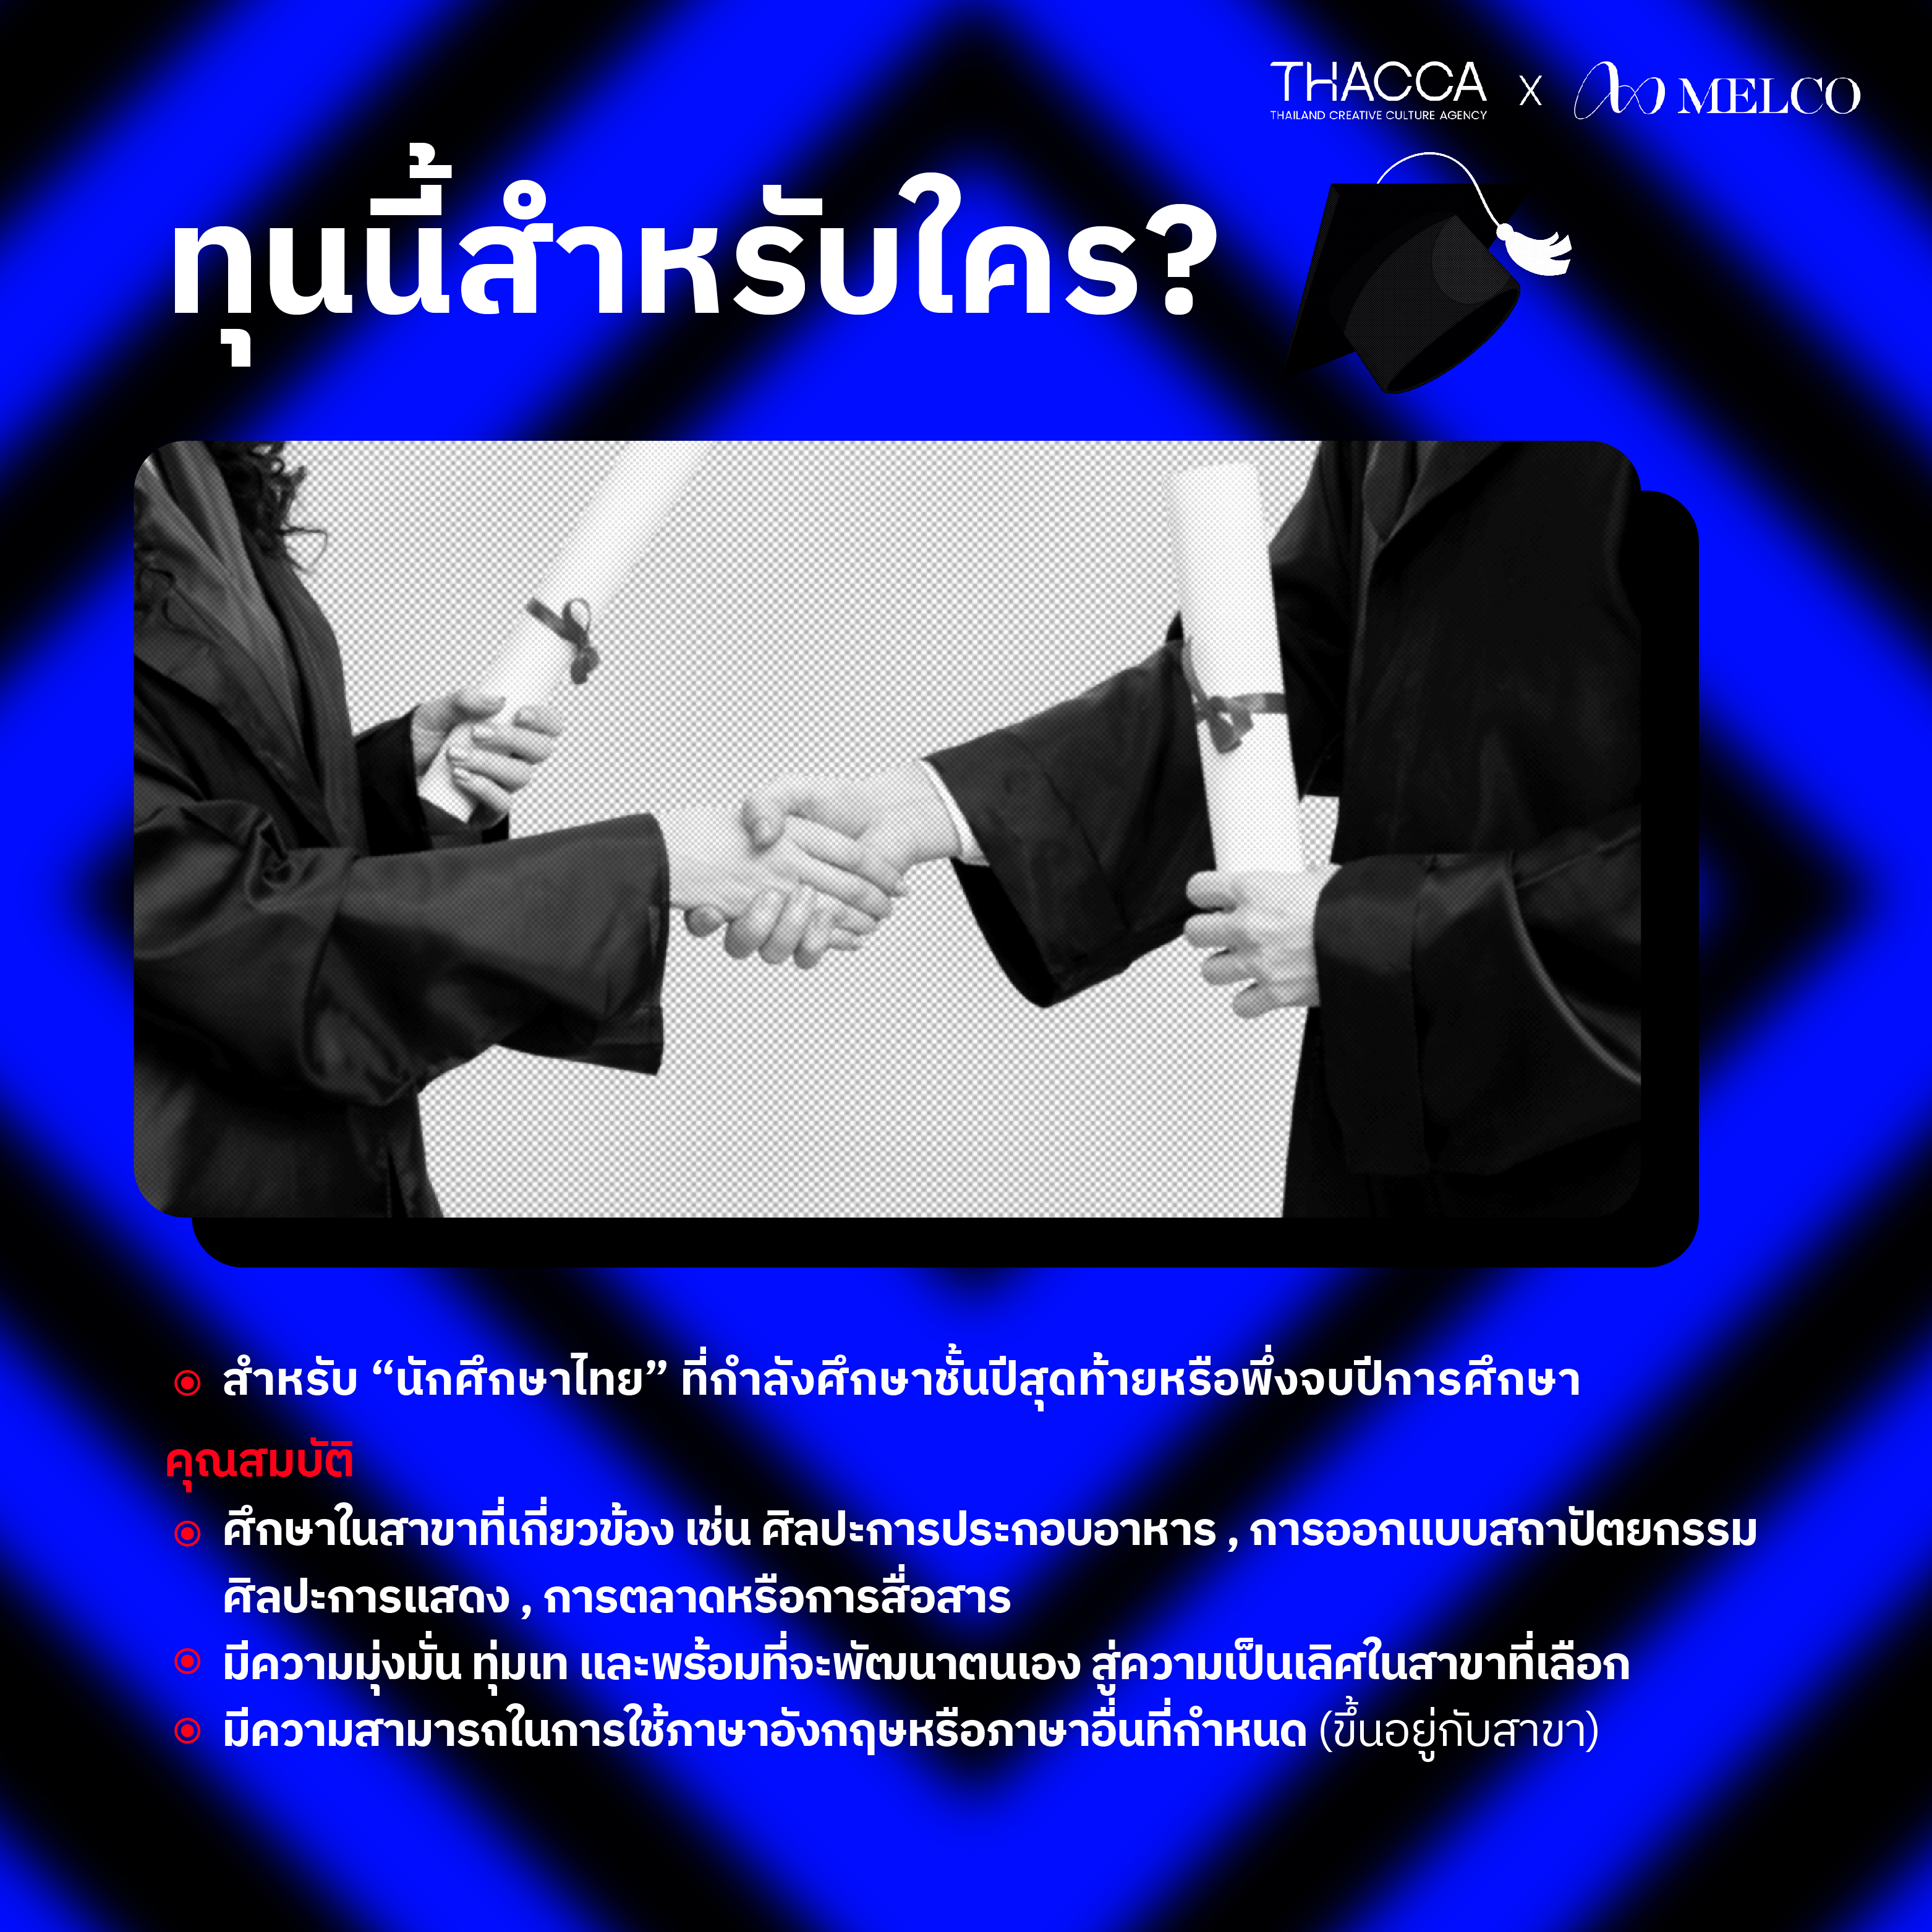 THACCA
THAILAND CREATIVE CULTURE AGENCY
X
MELCO
ทุนนี้สำหรับใคร?
สำหรับ “นักศึกษาไทย” ที่กำลังศึกษาชั้นปีสุดท้ายหรือพึ่งจบปีการศึกษา
คุณสมบัติ
ศึกษาในสาขาที่เกี่ยวข้อง เช่น ศิลปะการประกอบอาหาร , การออกแบบสถาปัตยกรรม
ศิลปะการแสดง , การตลาดหรือการสื่อสาร
มีความมุ่งมั่น ทุ่มเท และพร้อมที่จะพัฒนาตนเอง สู่ความเป็นเลิศในสาขาที่เลือก
มีความสามารถในการใช้ภาษาอังกฤษหรือภาษาอื่นที่กำหนด (ขึ้นอยู่กับสาขา)